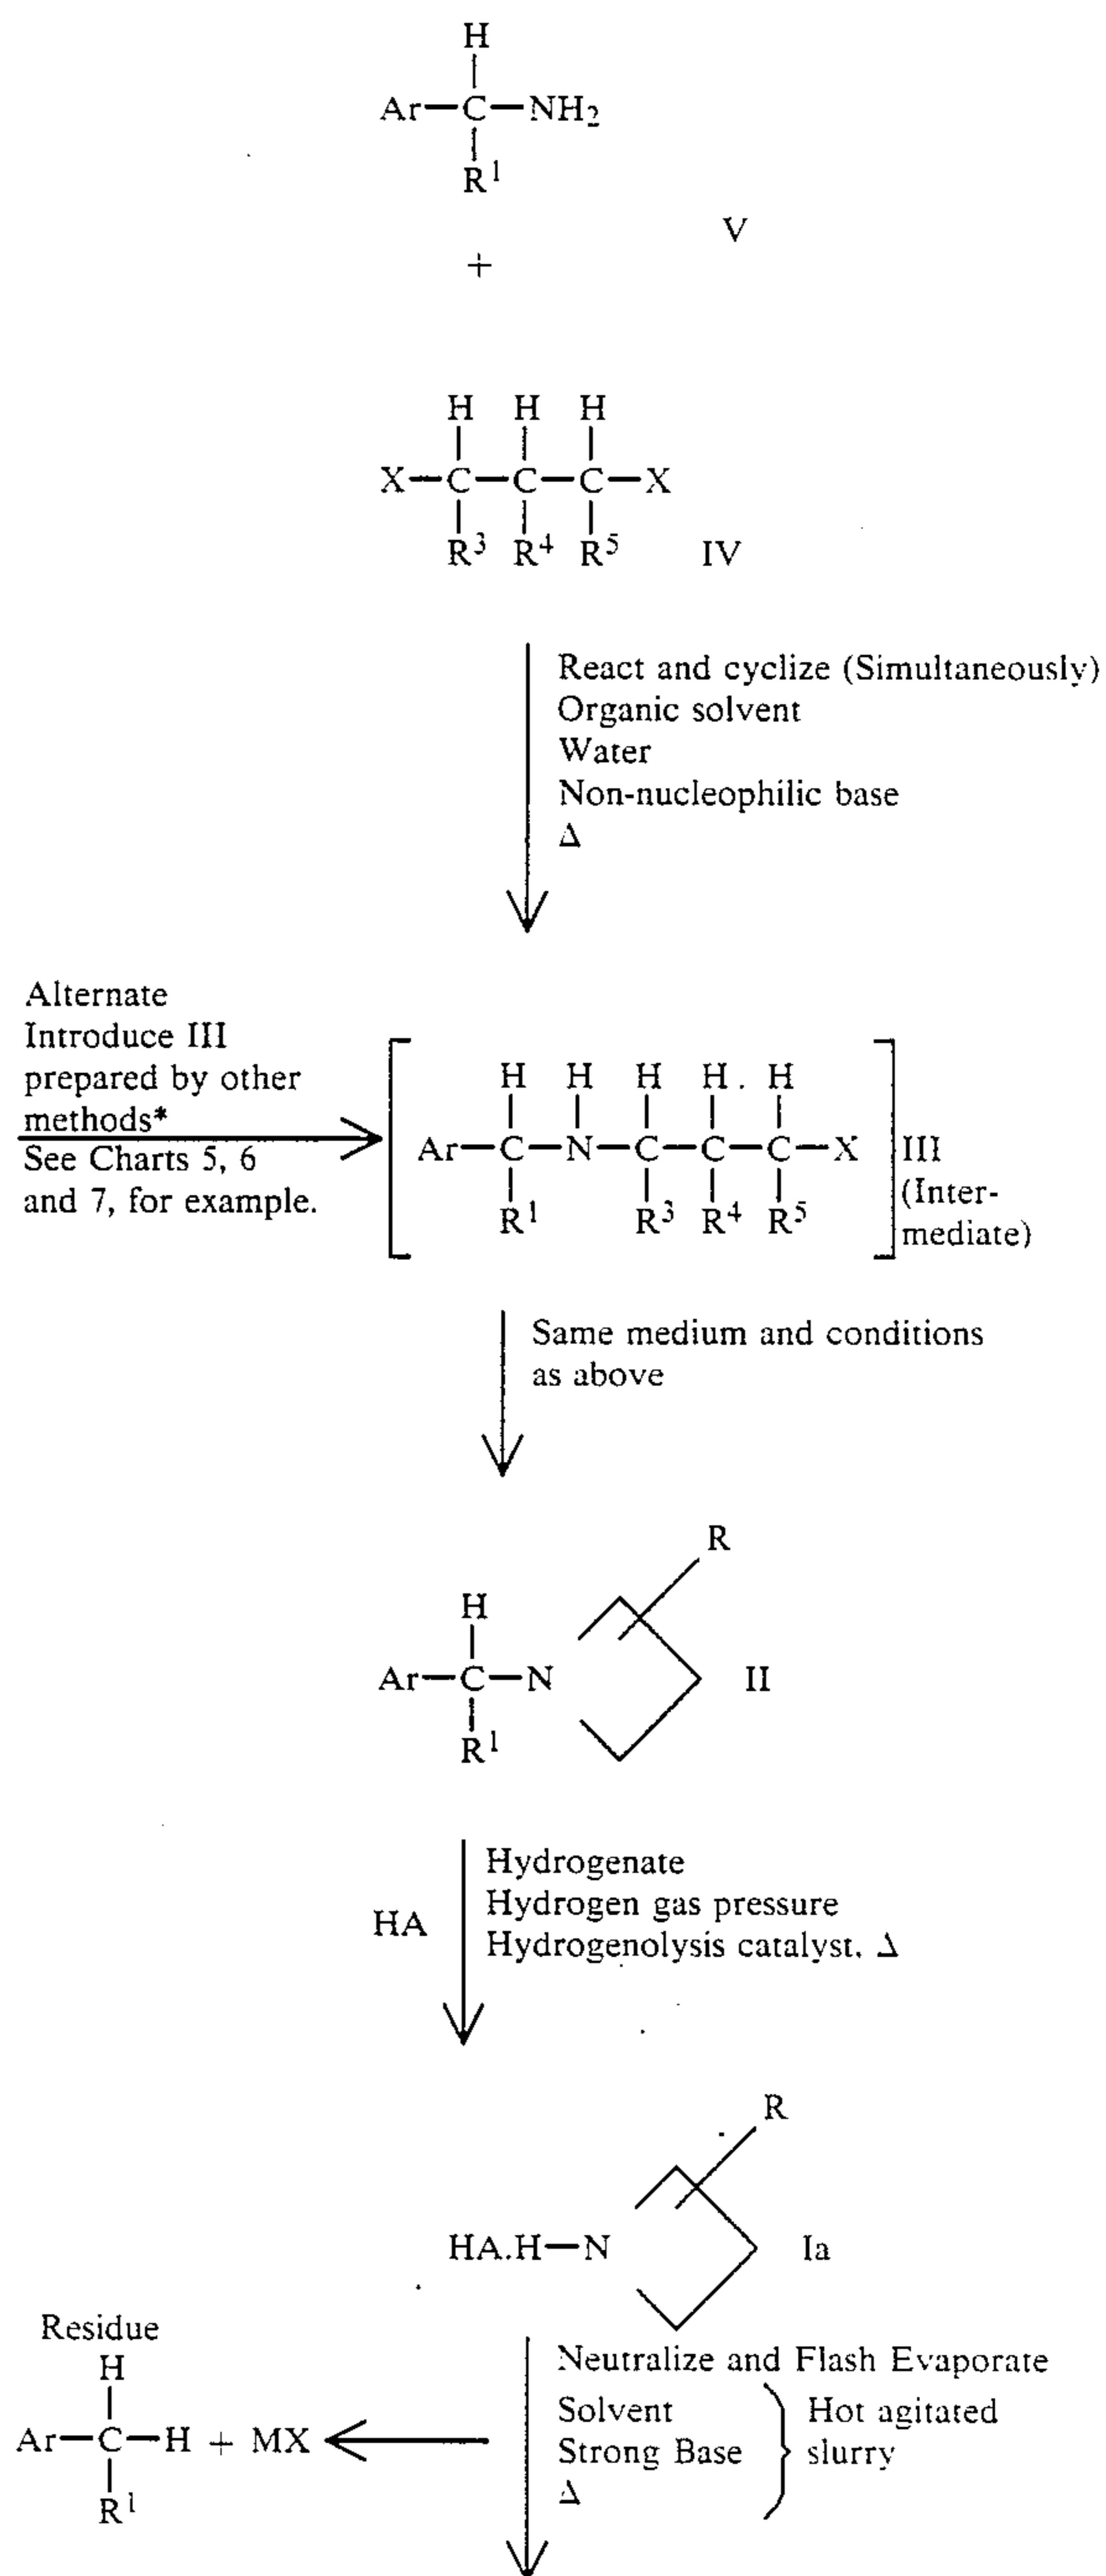 H
Ar—C—NH₂
R¹
V
+
H H H
X—C—C—C—X
R³ R⁴ R⁵ IV
React and cyclize (Simultaneously)
Organic solvent
Water
Non-nucleophilic base
Δ
Alternate
Introduce III
prepared by other
methods*
See Charts 5, 6
and 7, for example.
H H H H H
Ar—C—N—C—C—C—X
R¹ R³ R⁴ R⁵
III
(Inter-
mediate)
Same medium and conditions
as above
R
H
Ar—C—N II
R¹
HA
Hydrogenate
Hydrogen gas pressure
Hydrogenolysis catalyst, Δ
R
HA.H—N Ia
Residue
H
Ar—C—H + MX
R¹
Neutralize and Flash Evaporate
Solvent
Strong Base
Δ
Hot agitated
slurry